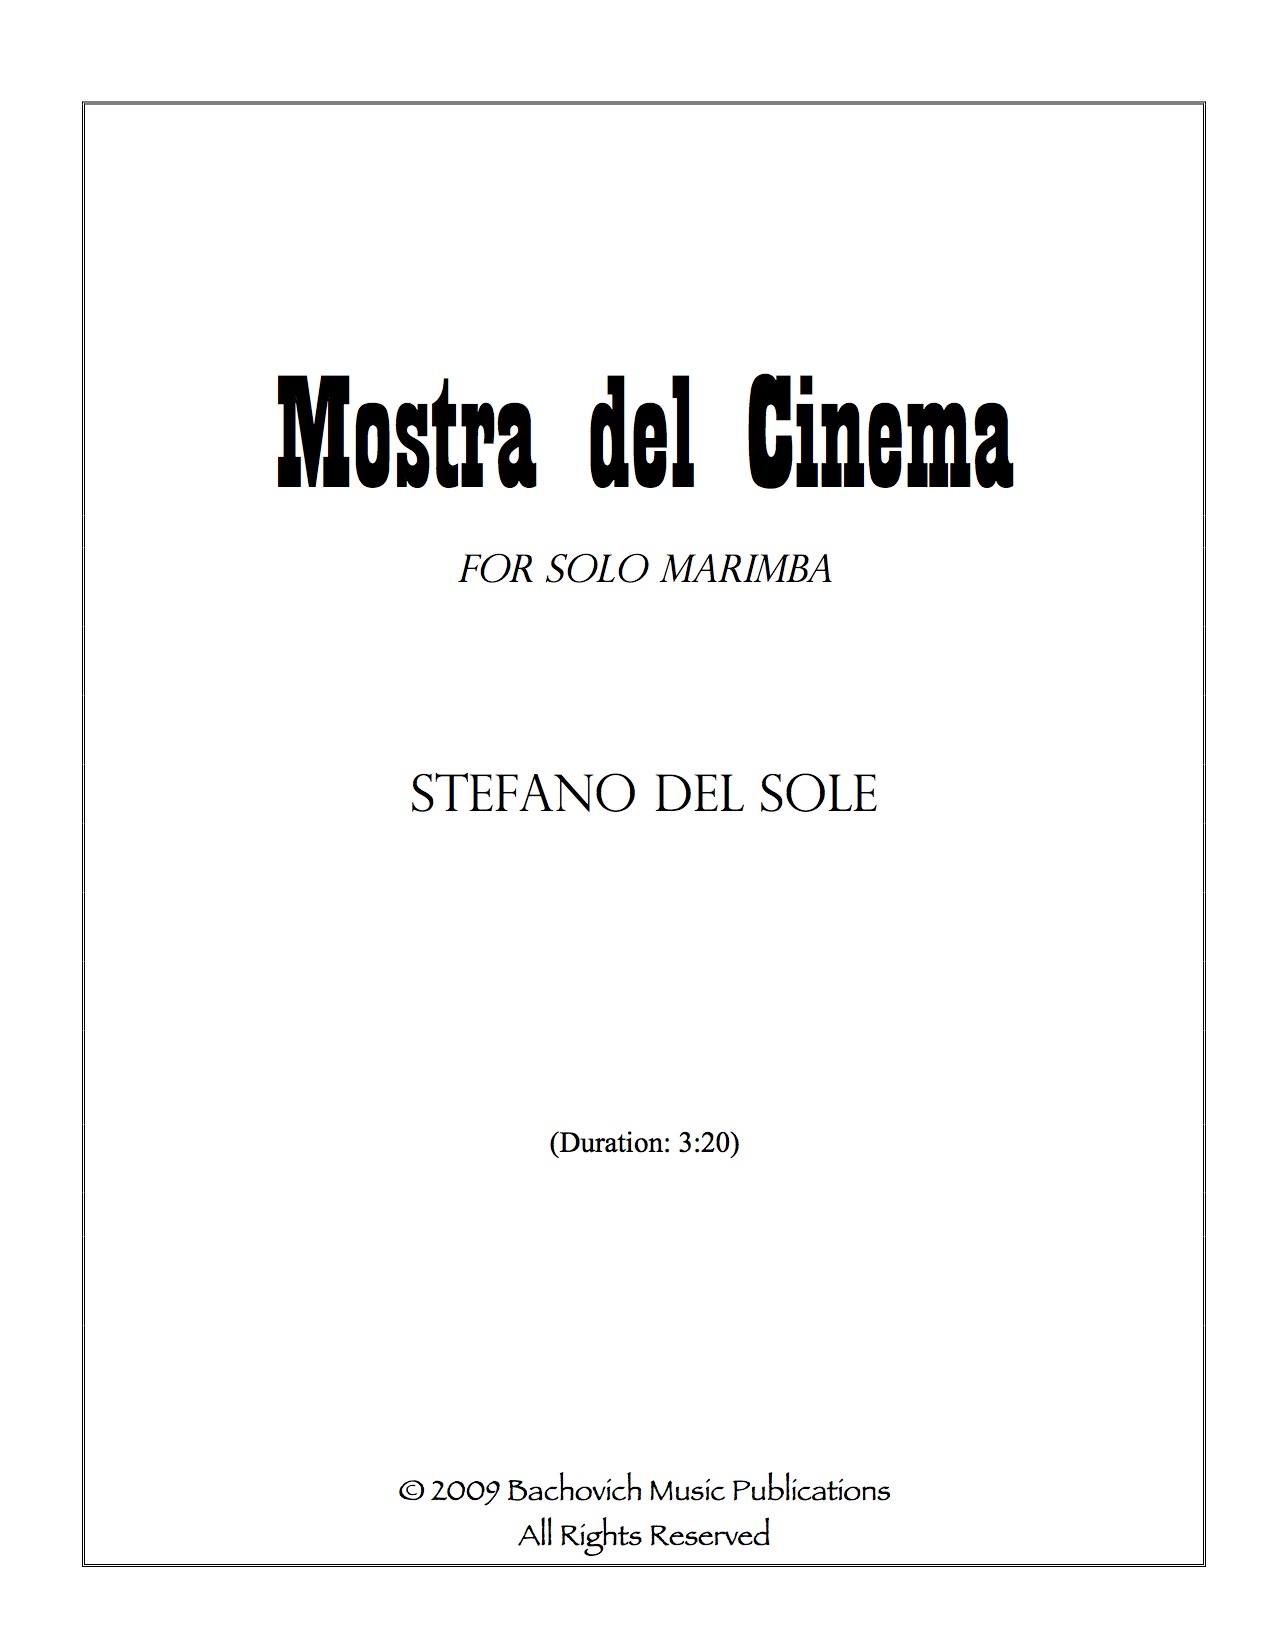 Mostra del Cinema
FOR SOLO MARIMBA
STEFANO DEL SOLE
(Duration: 3:20)
© 2009 Bachovich Music Publications
All Rights Reserved